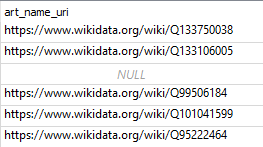 art_name_uri
https://www.wikidata.org/wiki/Q133750038
https://www.wikidata.org/wiki/Q133106005
NULL
https://www.wikidata.org/wiki/Q99506184
https://www.wikidata.org/wiki/Q101041599
https://www.wikidata.org/wiki/Q95222464